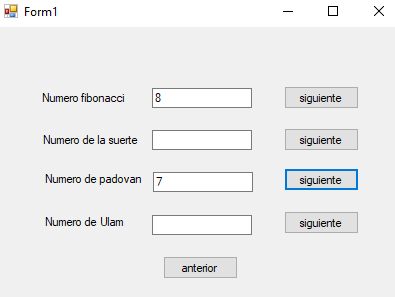 Form1
Numero fibonacci 8 siguiente
Numero de la suerte siguiente
Numero de padovan 7 siguiente
Numero de Ulam siguiente
anterior